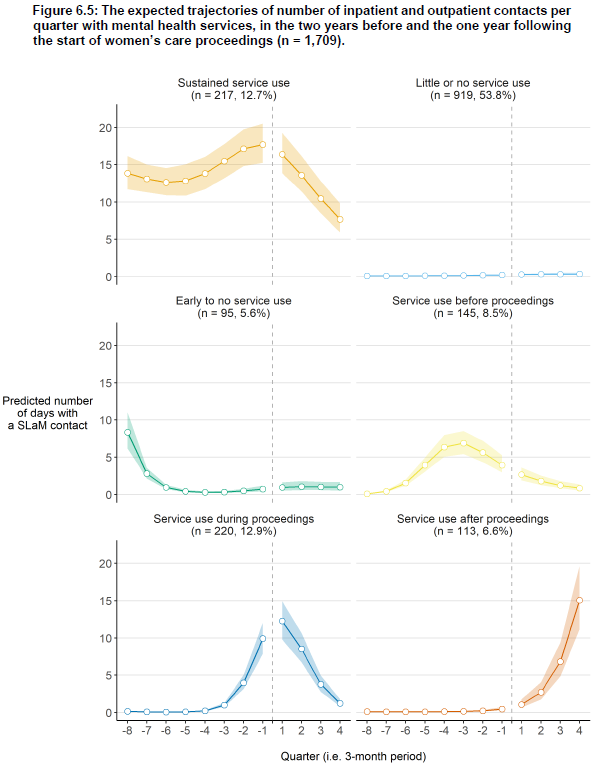 Figure 6.5: The expected trajectories of number of inpatient and outpatient contacts per
quarter with mental health services, in the two years before and the one year following
the start of women’s care proceedings (n = 1,709).
Sustained service use
(n = 217, 12.7%)
Little or no service use
(n = 919, 53.8%)
20
15
10
5
0
Early to no service use
(n = 95, 5.6%)
Service use before proceedings
(n = 145, 8.5%)
20
15
10
5
0
Predicted number
of days with
a SLaM contact
Service use during proceedings
(n = 220, 12.9%)
Service use after proceedings
(n = 113, 6.6%)
20
15
10
5
0
-8 -7 -6 -5 -4 -3 -2 -1 1 2 3 4
-8 -7 -6 -5 -4 -3 -2 -1 1 2 3 4
Quarter (i.e. 3-month period)